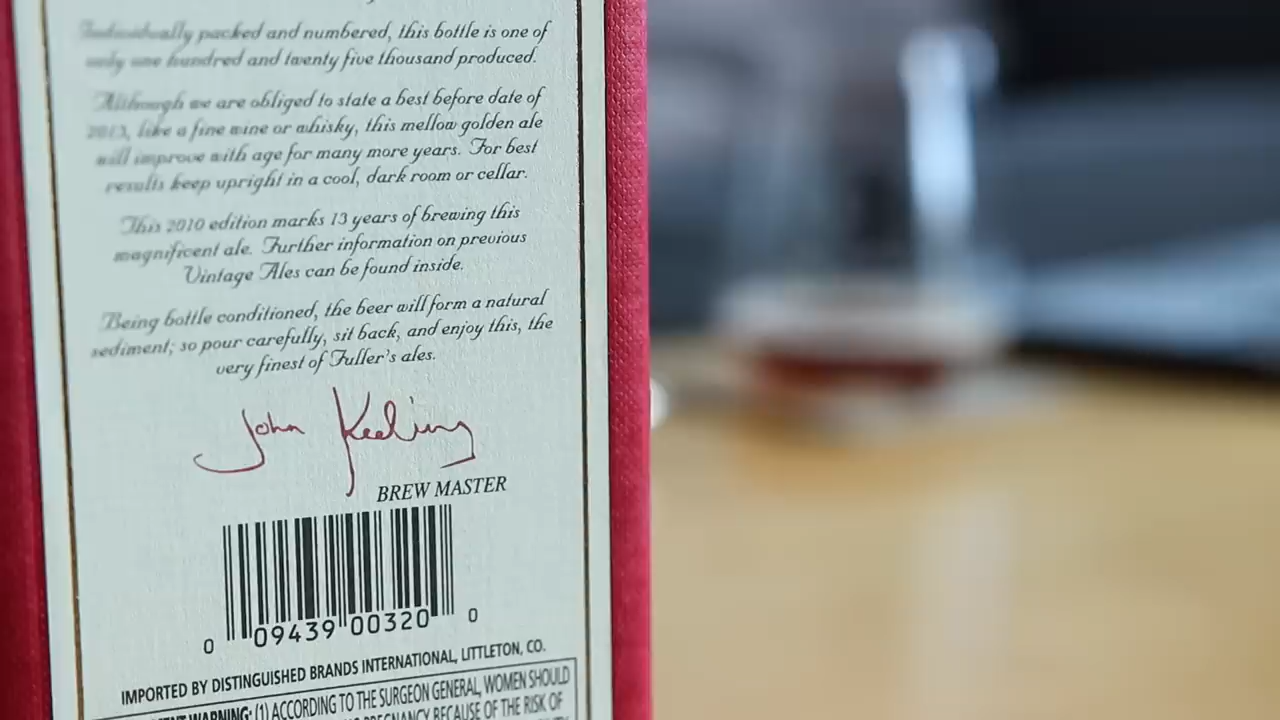 Individually packed and numbered, this bottle is one of
only one hundred and twenty five thousand produced.
Although we are obliged to state a best before date of
2013, like a fine wine or whisky, this mellow golden ale
will improve with age for many more years. For best
results keep upright in a cool, dark room or cellar.
This 2010 edition marks 13 years of brewing this
magnificent ale. Further information on previous
Vintage Ales can be found inside.
Being bottle conditioned, the beer will form a natural
sediment; so pour carefully, sit back, and enjoy this, the
very finest of Fuller's ales.
John Keeling
BREW MASTER
0 09439 00320 0
IMPORTED BY DISTINGUISHED BRANDS INTERNATIONAL, LITTLETON, CO.
WARNING: (1) ACCORDING TO THE SURGEON GENERAL, WOMEN SHOULD
PREGNANCY BECAUSE OF THE RISK OF